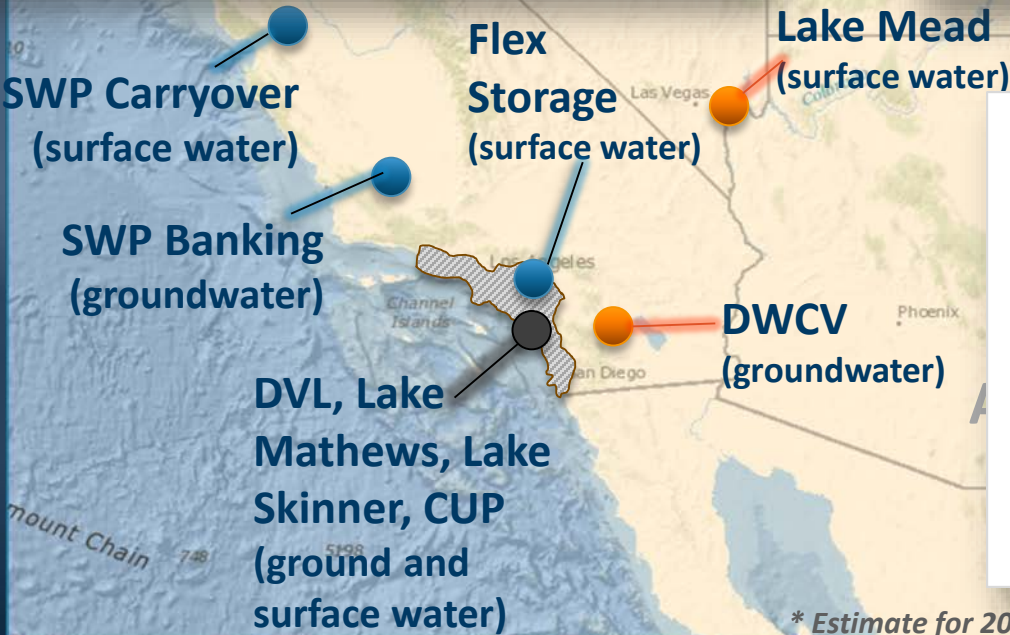 SWP Carryover
(surface water)
Flex
Storage
(surface water)
Lake Mead
(surface water)
Las Vegas
SWP Banking
(groundwater)
Los Angeles
Channel
Islands
DWCV
(groundwater)
Phoenix
San Diego
DVL, Lake
Mathews, Lake
Skinner, CUP
(ground and
surface water)
mount Chain
748
5198
* Estimate for 20